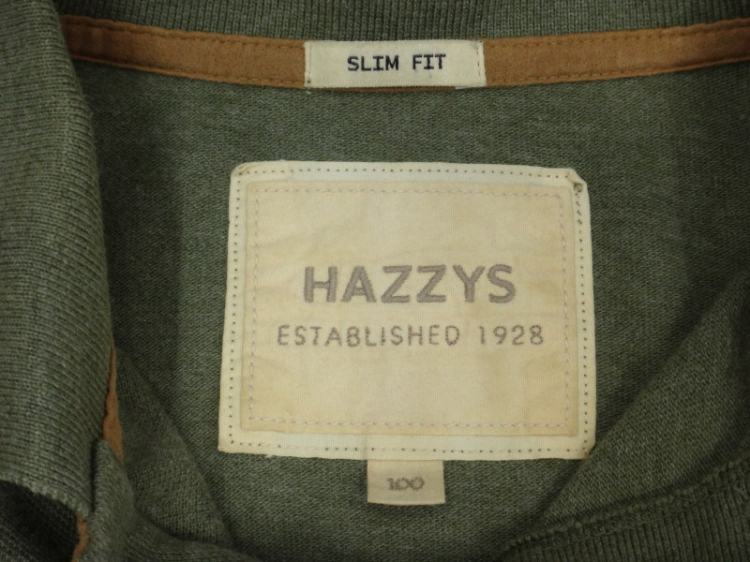 SLIM FIT
HAZZYS
ESTABLISHED 1928
100